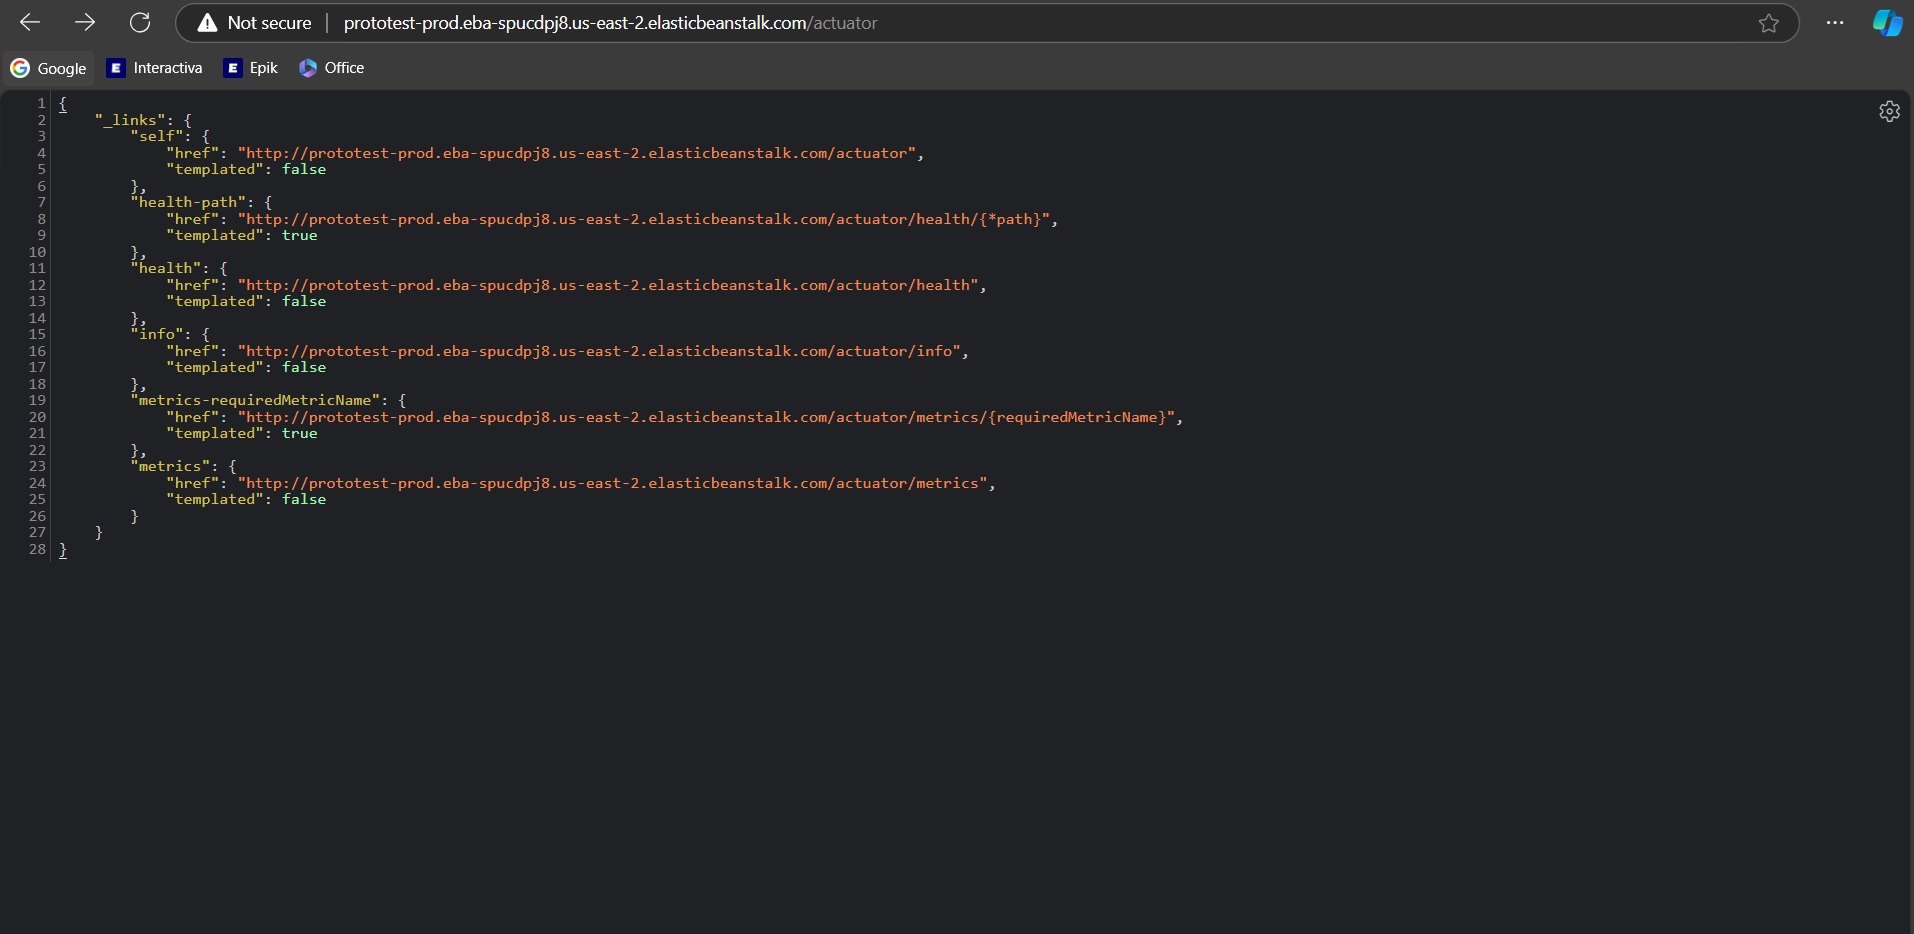 Not secure | prototest-prod.eba-spucdpj8.us-east-2.elasticbeanstalk.com/actuator
Google Interactiva Epik Office
1 {
2 "_links": {
3 "self": {
4 "href": "http://prototest-prod.eba-spucdpj8.us-east-2.elasticbeanstalk.com/actuator",
5 "templated": false
6 },
7 "health-path": {
8 "href": "http://prototest-prod.eba-spucdpj8.us-east-2.elasticbeanstalk.com/actuator/health/{*path}",
9 "templated": true
10 },
11 "health": {
12 "href": "http://prototest-prod.eba-spucdpj8.us-east-2.elasticbeanstalk.com/actuator/health",
13 "templated": false
14 },
15 "info": {
16 "href": "http://prototest-prod.eba-spucdpj8.us-east-2.elasticbeanstalk.com/actuator/info",
17 "templated": false
18 },
19 "metrics-requiredMetricName": {
20 "href": "http://prototest-prod.eba-spucdpj8.us-east-2.elasticbeanstalk.com/actuator/metrics/{requiredMetricName}",
21 "templated": true
22 },
23 "metrics": {
24 "href": "http://prototest-prod.eba-spucdpj8.us-east-2.elasticbeanstalk.com/actuator/metrics",
25 "templated": false
26 }
27 }
28 }